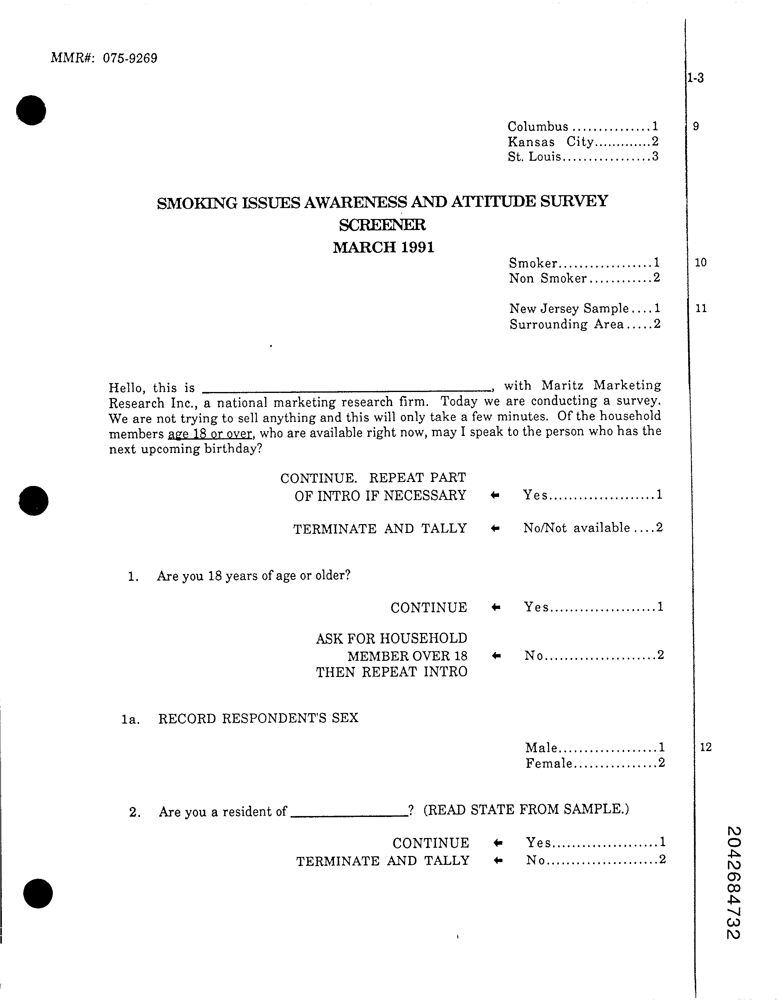 MMR#: 075-9269
1-3
Columbus ...............1 9
Kansas City.............2
St. Louis.................3
SMOKING ISSUES AWARENESS AND ATTITUDE SURVEY
SCREENER
MARCH 1991
Smoker..................1 10
Non Smoker............2
New Jersey Sample....1 11
Surrounding Area.....2
Hello, this is ______________________________, with Maritz Marketing
Research Inc., a national marketing research firm. Today we are conducting a survey.
We are not trying to sell anything and this will only take a few minutes. Of the household
members age 18 or over, who are available right now, may I speak to the person who has the
next upcoming birthday?
CONTINUE. REPEAT PART
OF INTRO IF NECESSARY ← Yes.....................1
TERMINATE AND TALLY ← No/Not available ....2
1. Are you 18 years of age or older?
CONTINUE ← Yes.....................1
ASK FOR HOUSEHOLD
MEMBER OVER 18 ← No......................2
THEN REPEAT INTRO
1a. RECORD RESPONDENT'S SEX
Male...................1 12
Female................2
2. Are you a resident of ____________? (READ STATE FROM SAMPLE.)
CONTINUE ← Yes.....................1
TERMINATE AND TALLY ← No......................2
2042684732